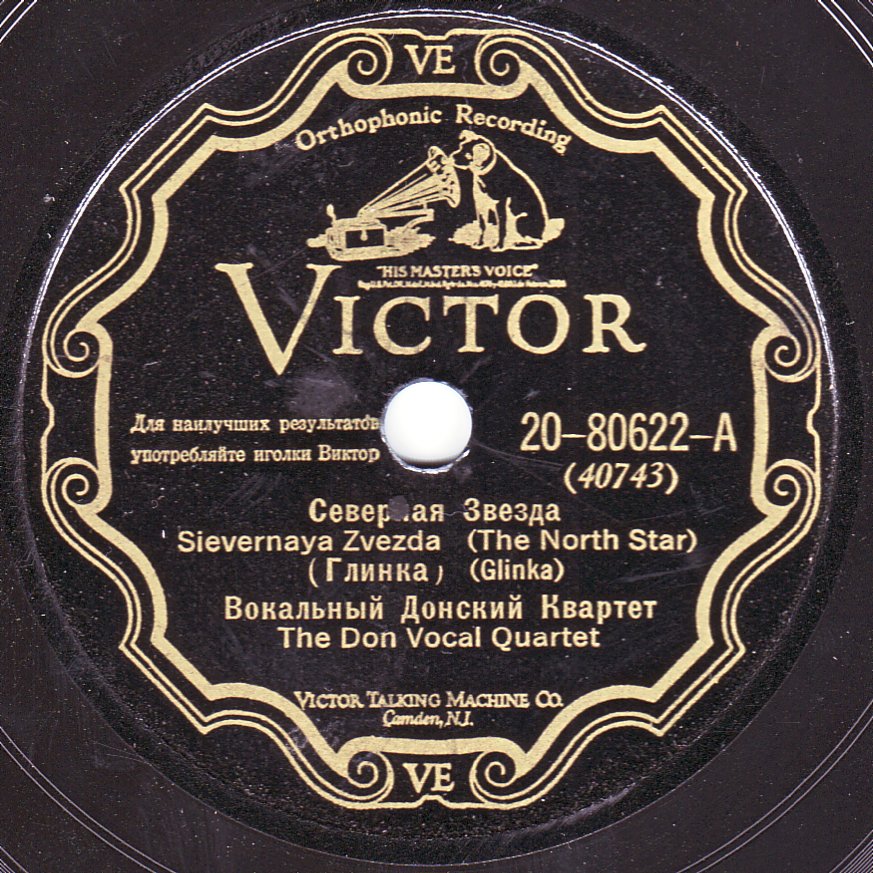 VE
Orthophonic Recording
"HIS MASTER'S VOICE"
VICTOR
Для наилучших результатов
употребляйте иголки Виктор
20-80622-A
(40743)
Северная Звезда
Sievernaya Zvezda (The North Star)
(Глинка) (Glinka)
Вокальный Донский Квартет
The Don Vocal Quartet
VICTOR TALKING MACHINE CO.
Camden, N.J.
VE